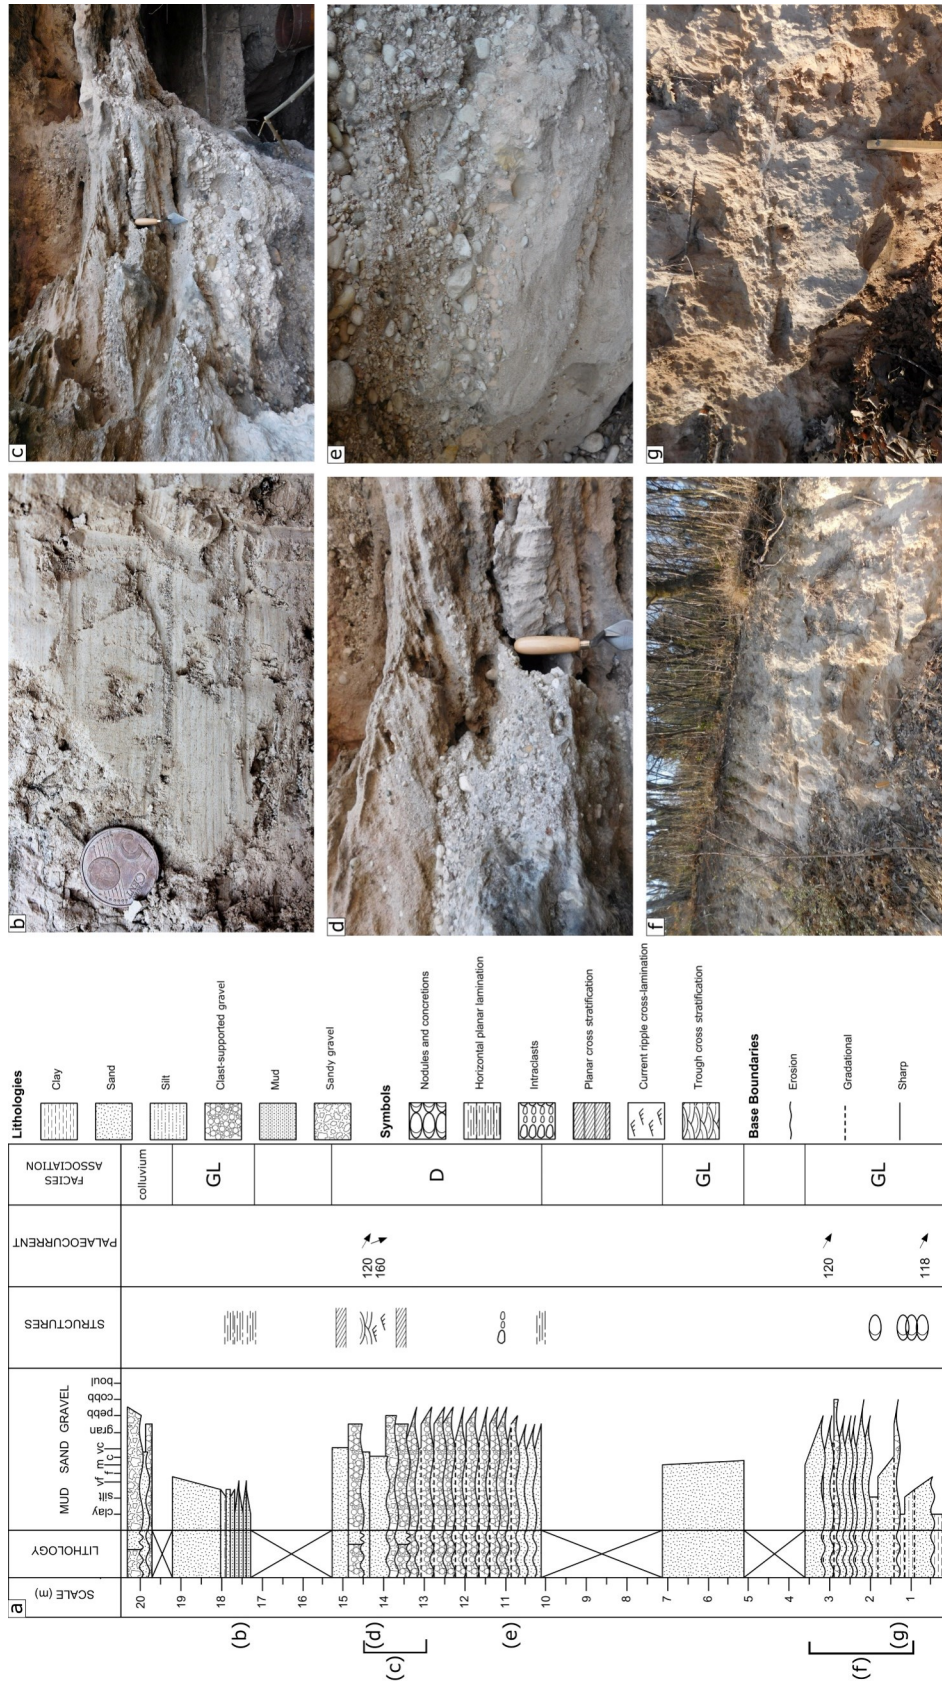 a
SCALE (m)
LITHOLOGY
MUD SAND GRAVEL
clay
silt
vf
f
m
c
vc
gran
pebb
cobb
boul
STRUCTURES
PALAEOCURRENT
FACIES
ASSOCIATION
20
19
18
17
16
15
14
13
12
11
10
9
8
7
6
5
4
3
2
1
(b)
(d)
(c)
(e)
(f)
(g)
120
160
120
118
colluvium
GL
D
GL
GL
Lithologies
Clay
Sand
Silt
Clast-supported gravel
Mud
Sandy gravel
Symbols
Nodules and concretions
Horizontal planar lamination
Intraclasts
Planar cross stratification
Current ripple cross-lamination
Trough cross stratification
Base Boundaries
Erosion
Gradational
Sharp
b
c
d
e
f
g